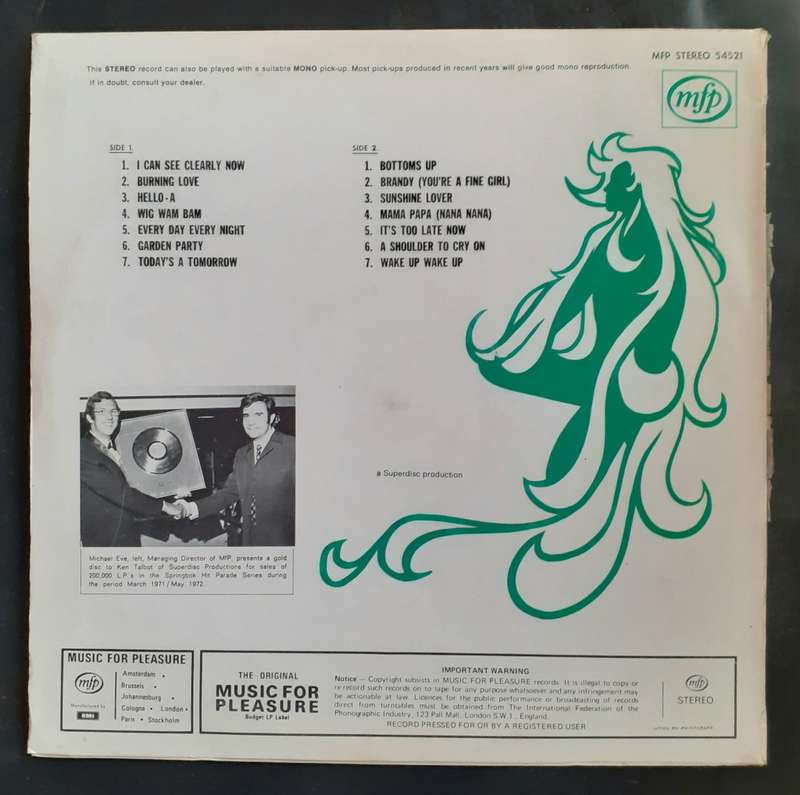 MFP STEREO 54521
This STEREO record can also be played with a suitable MONO pick-up. Most pick-ups produced in recent years will give good mono reproduction.
If in doubt, consult your dealer.
mfp
SIDE 1.
1. I CAN SEE CLEARLY NOW
2. BURNING LOVE
3. HELLO-A
4. WIG WAM BAM
5. EVERY DAY EVERY NIGHT
6. GARDEN PARTY
7. TODAY'S A TOMORROW
SIDE 2.
1. BOTTOMS UP
2. BRANDY (YOU'RE A FINE GIRL)
3. SUNSHINE LOVER
4. MAMA PAPA (NANA NANA)
5. IT'S TOO LATE NOW
6. A SHOULDER TO CRY ON
7. WAKE UP WAKE UP
a Superdisc production
Michael Eve, left, Managing Director of MfP, presents a gold
disc to Ken Talbot of Superdisc Productions for sales of
200,000 L.P.'s in the Springbok Hit Parade Series during
the period March 1971/May 1972.
MUSIC FOR PLEASURE
mfp
Manufactured by
EMI
Amsterdam •
Brussels •
Johannesburg •
Cologne • London •
Paris • Stockholm
THE ORIGINAL
MUSIC FOR
PLEASURE
Budget LP Label
IMPORTANT WARNING
Notice — Copyright subsists in MUSIC FOR PLEASURE records. It is illegal to copy or
re-record such records on to tape for any purpose whatsoever and any infringement may
be actionable at law. Licences for the public performance or broadcasting of records
direct from turntables must be obtained from The International Federation of the
Phonographic Industry, 123 Pall Mall, London S.W.1., England.
RECORD PRESSED FOR OR BY A REGISTERED USER
mfp
STEREO